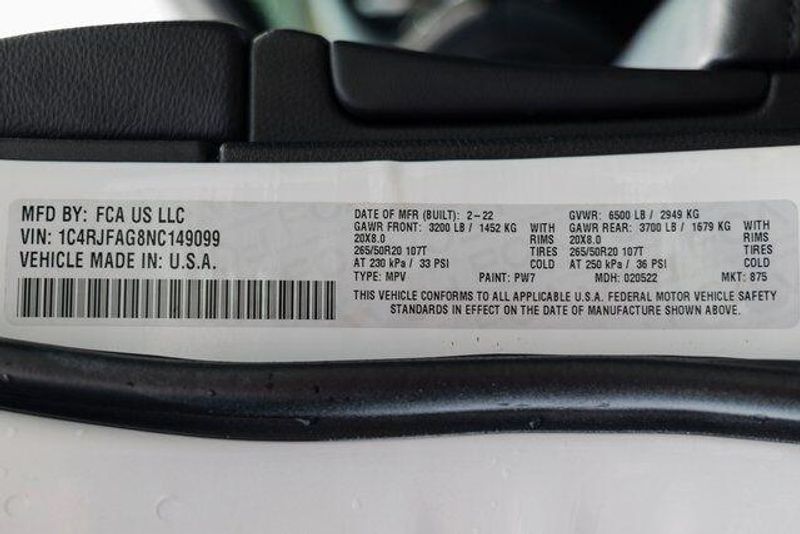 MFD BY: FCA US LLC
VIN: 1C4RJFAG8NC149099
VEHICLE MADE IN: U.S.A.
DATE OF MFR (BUILT): 2-22
GAWR FRONT: 3200 LB / 1452 KG WITH
20X8.0 RIMS
265/50R20 107T TIRES
AT 230 kPa / 33 PSI COLD
TYPE: MPV PAINT: PW7
GVWR: 6500 LB / 2949 KG
GAWR REAR: 3700 LB / 1679 KG WITH
20X8.0 RIMS
265/50R20 107T TIRES
AT 250 kPa / 36 PSI COLD
MDH: 020522 MKT: 875
THIS VEHICLE CONFORMS TO ALL APPLICABLE U.S.A. FEDERAL MOTOR VEHICLE SAFETY
STANDARDS IN EFFECT ON THE DATE OF MANUFACTURE SHOWN ABOVE.